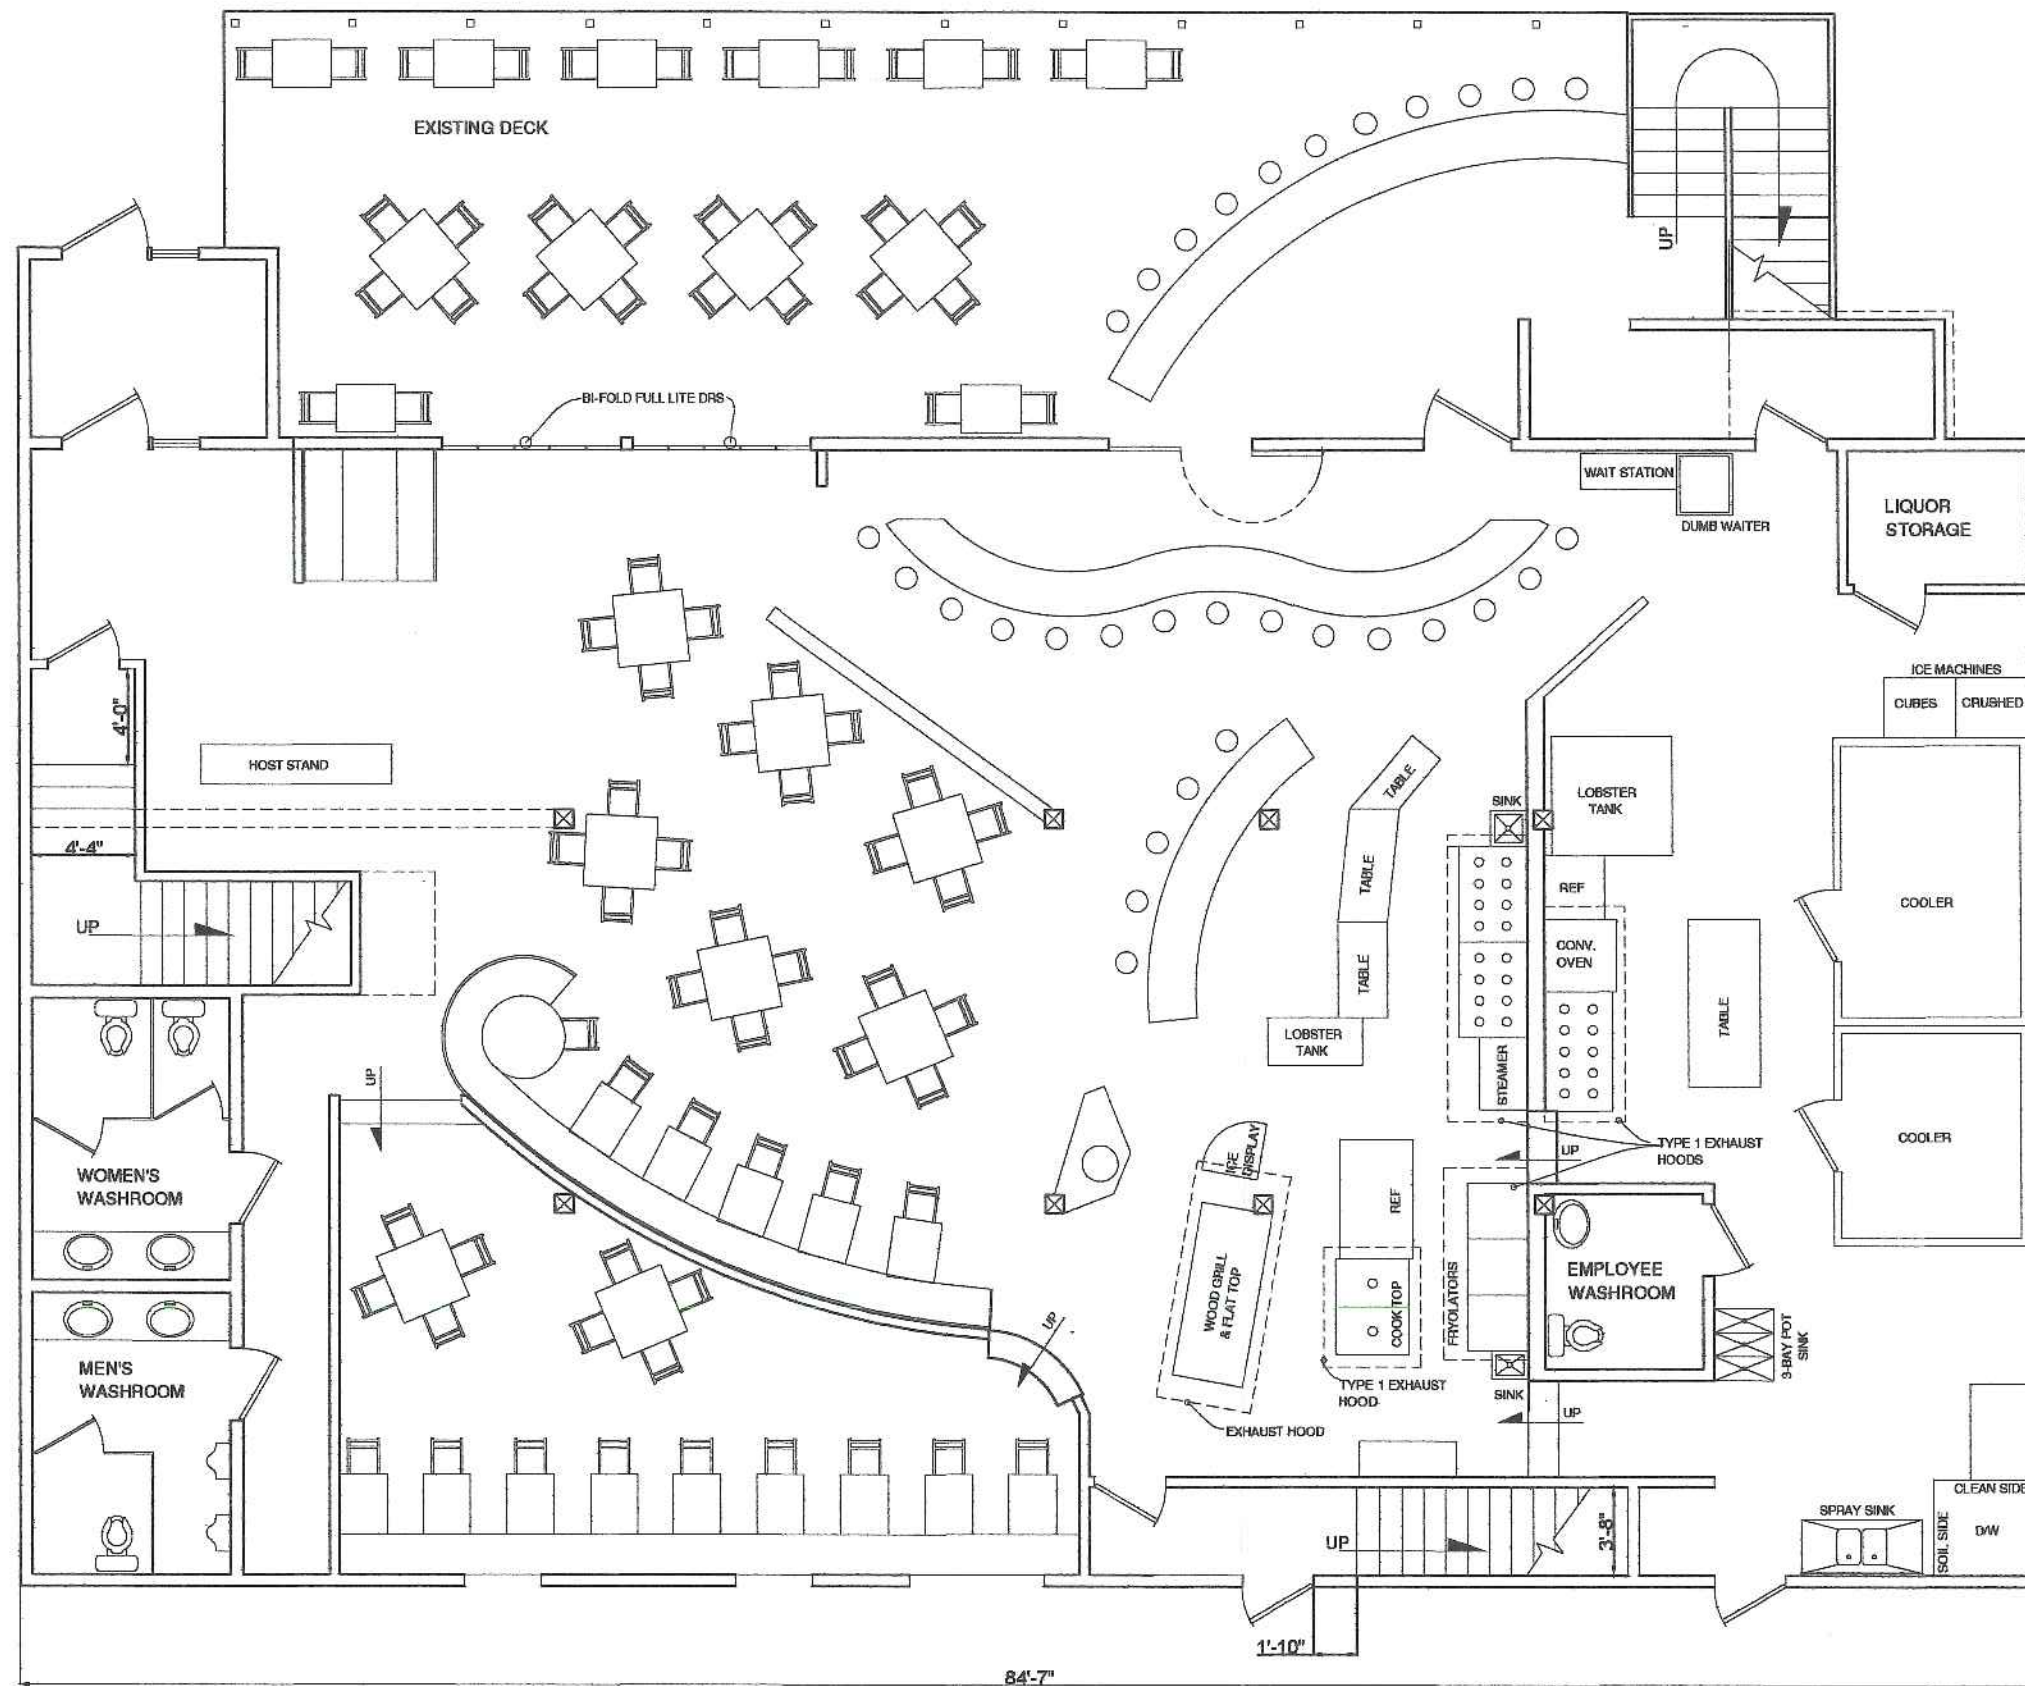 EXISTING DECK
UP
BI-FOLD FULL LITE DRS
WAIT STATION
DUMB WAITER
LIQUOR
STORAGE
ICE MACHINES
CUBES
CRUSHED
4'-0"
HOST STAND
TABLE
SINK
LOBSTER
TANK
4'-4"
TABLE
REF
COOLER
UP
CONV.
OVEN
TABLE
TABLE
LOBSTER
TANK
STEAMER
UP
ICE
DISPLAY
TYPE 1 EXHAUST
HOODS
UP
COOLER
WOMEN'S
WASHROOM
REF
WOOD GRILL
& FLAT TOP
COOK TOP
FRYOLATORS
EMPLOYEE
WASHROOM
3-BAY POT
SINK
UP
MEN'S
WASHROOM
TYPE 1 EXHAUST
HOOD
SINK
UP
EXHAUST HOOD
UP
3'-8"
SPRAY SINK
SOIL SIDE
CLEAN SIDE
D/W
1'-10"
84'-7"